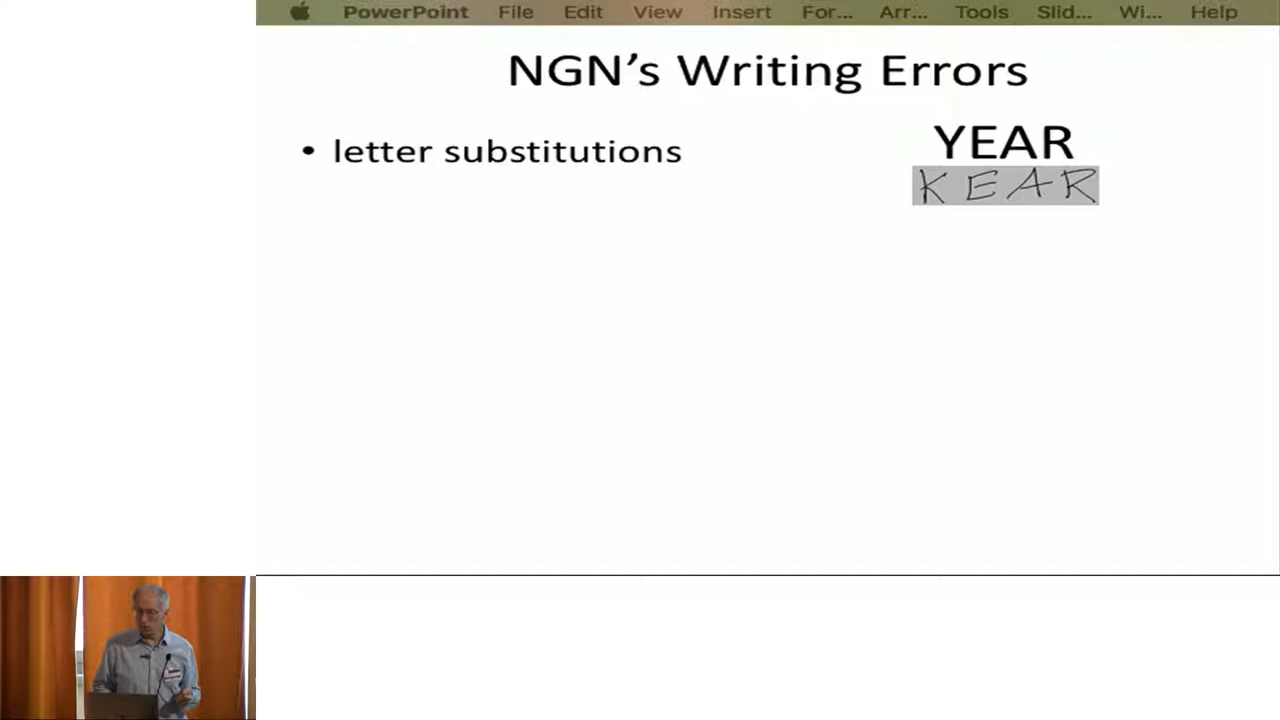 PowerPoint File Edit View Insert For... Arr... Tools Slid... Wi... Help
NGN's Writing Errors
• letter substitutions
YEAR
KEAR